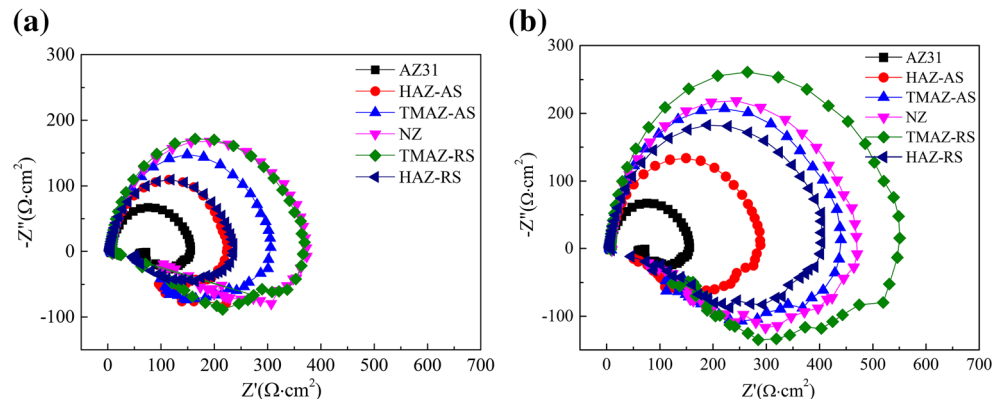 (a)
300
200
100
0
-100
-Z"(Ω·cm²)
0 100 200 300 400 500 600 700
Z'(Ω·cm²)
AZ31
HAZ-AS
TMAZ-AS
NZ
TMAZ-RS
HAZ-RS
(b)
300
200
100
0
-100
-Z"(Ω·cm²)
0 100 200 300 400 500 600 700
Z'(Ω·cm²)
AZ31
HAZ-AS
TMAZ-AS
NZ
TMAZ-RS
HAZ-RS